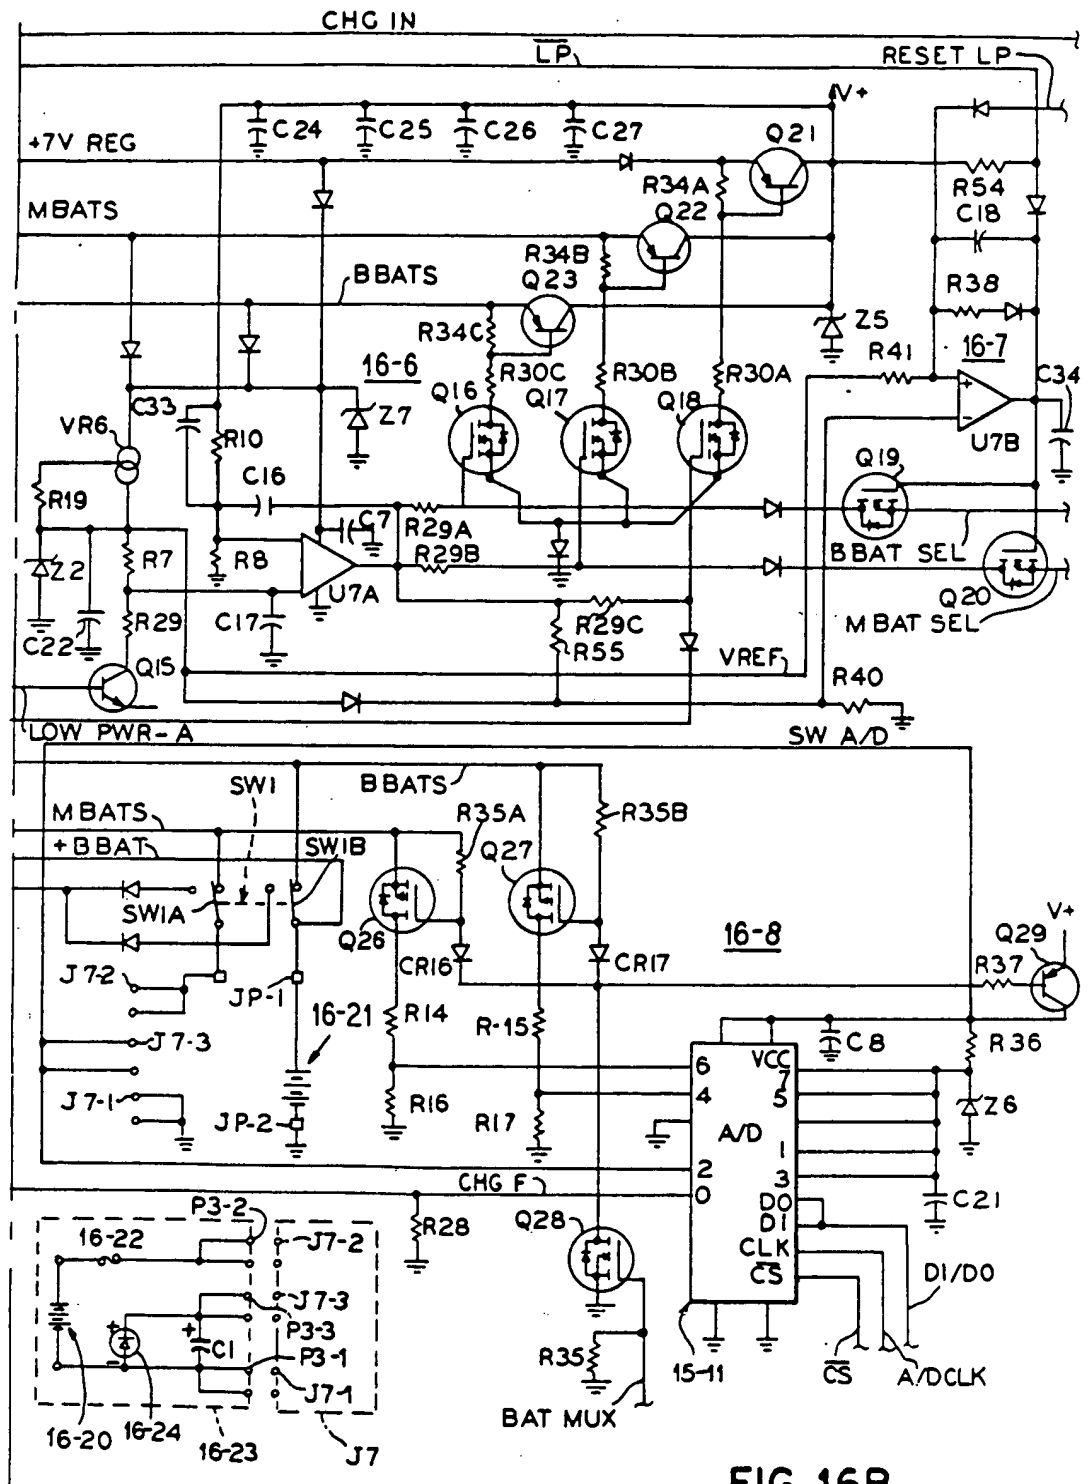 CHG IN
LP
RESET LP
V+
C24
C25
C26
C27
Q21
+7V REG
R34A
R54
MBATS
Q22
C18
R34B
BBATS
Q23
R38
R34C
Z5
16-6
R41
16-7
R30C
R30B
R30A
C34
C33
Q16
Q17
Q18
Z7
+
-
U7B
VR6
R10
Q19
R19
C16
C7
R29A
BBAT SEL
Z2
R7
R8
R29B
U7A
Q20
C22
R29
C17
R29C
MBAT SEL
R55
Q15
VREF
R40
LOW PWR-A
SW A/D
SW1
BBATS
MBATS
R35A
R35B
+BBAT
SW1B
Q27
SW1A
Q26
16-8
V+
Q29
CR16
CR17
R37
J7-2
JP-1
16-21
R14
R-15
C8
R36
J7-3
6
VCC
7
J7-1
R16
4
5
Z6
JP-2
R17
A/D
1
2
3
CHG F
0
D0
C21
P3-2
R28
Q28
DI
16-22
J7-2
CLK
CS
DI/DO
J7-3
P3-3
+
+
C1
-
P3-1
R35
J7-1
15-11
CS
A/DCLK
BAT MUX
16-20
16-24
16-23
J7
FIG. 16B